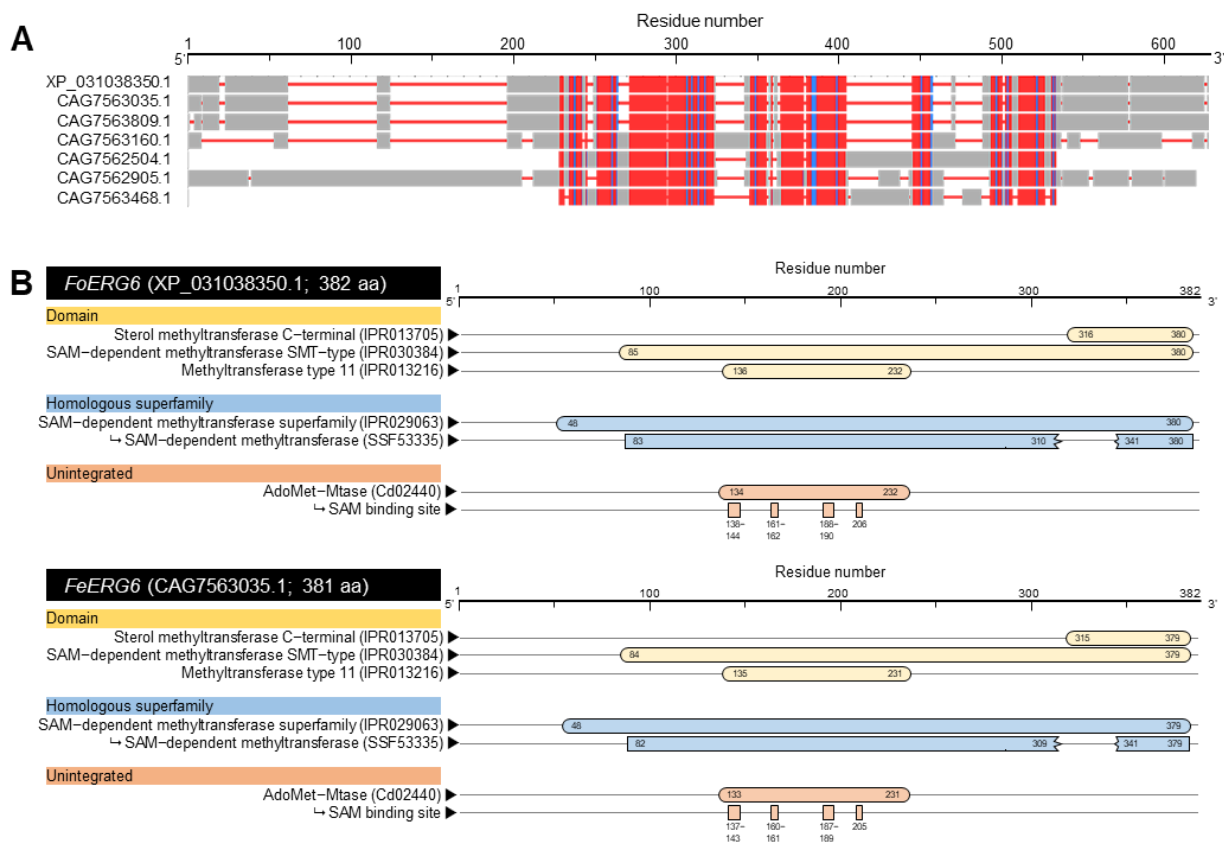 A
Residue number
1 100 200 300 400 500 600
5' 3'
XP_031038350.1
CAG7563035.1
CAG7563809.1
CAG7563160.1
CAG7562504.1
CAG7562905.1
CAG7563468.1
B
FoERG6 (XP_031038350.1; 382 aa)
Residue number
1 100 200 300 382
5' 3'
Domain
Sterol methyltransferase C-terminal (IPR013705) 316 380
SAM-dependent methyltransferase SMT-type (IPR030384) 85 380
Methyltransferase type 11 (IPR013216) 136 232
Homologous superfamily
SAM-dependent methyltransferase superfamily (IPR029063) 48 380
↳ SAM-dependent methyltransferase (SSF53335) 83 310 341 380
Unintegrated
AdoMet-Mtase (Cd02440) 134 232
↳ SAM binding site
138- 161- 188- 206
144 162 190
FeERG6 (CAG7563035.1; 381 aa)
Residue number
1 100 200 300 382
5' 3'
Domain
Sterol methyltransferase C-terminal (IPR013705) 315 379
SAM-dependent methyltransferase SMT-type (IPR030384) 84 379
Methyltransferase type 11 (IPR013216) 135 231
Homologous superfamily
SAM-dependent methyltransferase superfamily (IPR029063) 48 379
↳ SAM-dependent methyltransferase (SSF53335) 82 309 341 379
Unintegrated
AdoMet-Mtase (Cd02440) 133 231
↳ SAM binding site
137- 160- 187- 205
143 161 189